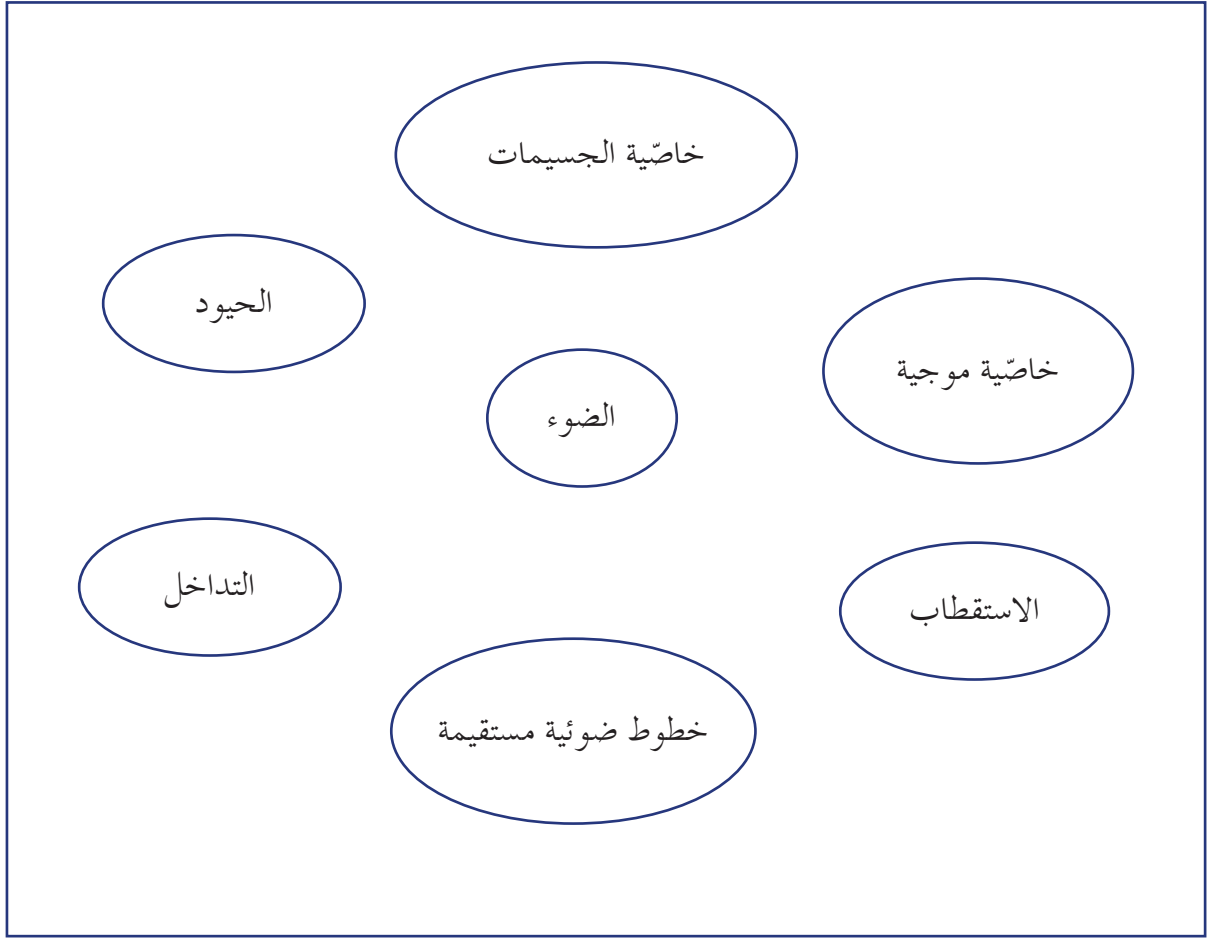 خاصّية الجسيمات
الحيود
خاصّية موجية
الضوء
التداخل
الاستقطاب
خطوط ضوئية مستقيمة